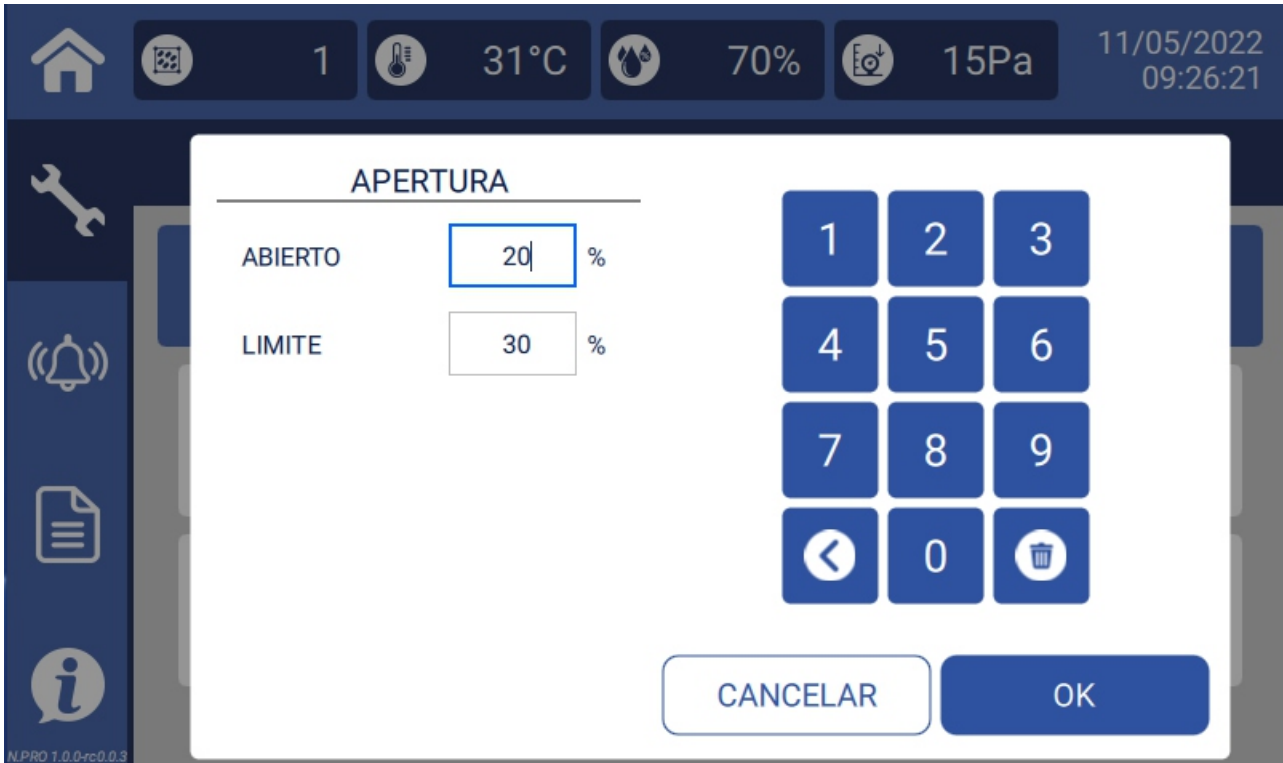 1 31°C 70% 15Pa 11/05/2022
09:26:21
APERTURA
ABIERTO 20 %
LIMITE 30 %
1 2 3
4 5 6
7 8 9
0
CANCELAR OK
N.PRO 1.0.0-rc0.0.3